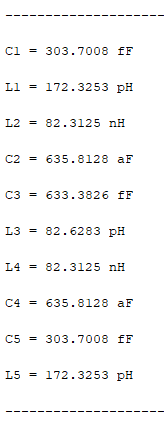 --------------------
C1 = 303.7008 fF
L1 = 172.3253 pH
L2 = 82.3125 nH
C2 = 635.8128 aF
C3 = 633.3826 fF
L3 = 82.6283 pH
L4 = 82.3125 nH
C4 = 635.8128 aF
C5 = 303.7008 fF
L5 = 172.3253 pH
--------------------